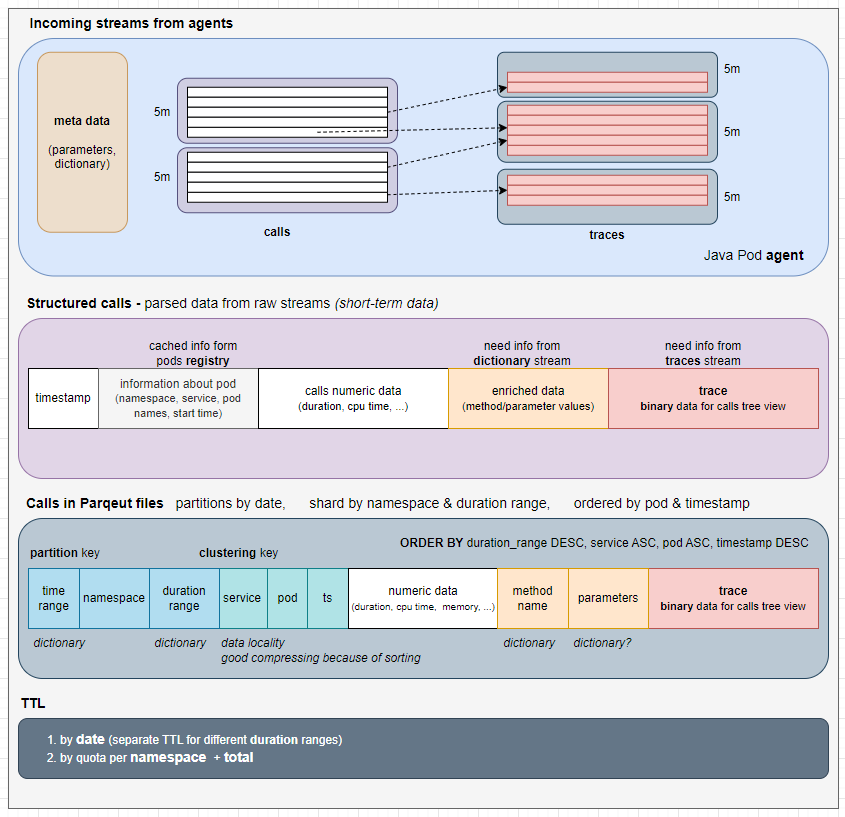 Incoming streams from agents
meta data
(parameters,
dictionary)
5m
5m
calls
5m
5m
5m
traces
Java Pod agent
Structured calls - parsed data from raw streams (short-term data)
cached info form
pods registry
need info from
dictionary stream
need info from
traces stream
timestamp
information about pod
(namespace, service, pod
names, start time)
calls numeric data
(duration, cpu time, ...)
enriched data
(method/parameter values)
trace
binary data for calls tree view
Calls in Parqeut files partitions by date, shard by namespace & duration range, ordered by pod & timestamp
ORDER BY duration_range DESC, service ASC, pod ASC, timestamp DESC
partition key
clustering key
time
range
namespace
duration
range
service
pod
ts
numeric data
(duration, cpu time, memory, ...)
method
name
parameters
trace
binary data for calls tree view
dictionary
dictionary
data locality
good compressing because of sorting
dictionary
dictionary?
TTL
1. by date (separate TTL for different duration ranges)
2. by quota per namespace + total